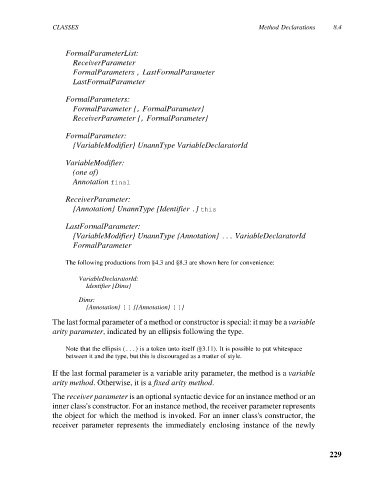 CLASSES Method Declarations 8.4
FormalParameterList:
ReceiverParameter
FormalParameters , LastFormalParameter
LastFormalParameter
FormalParameters:
FormalParameter {, FormalParameter}
ReceiverParameter {, FormalParameter}
FormalParameter:
{VariableModifier} UnannType VariableDeclaratorId
VariableModifier:
(one of)
Annotation final
ReceiverParameter:
{Annotation} UnannType [Identifier .] this
LastFormalParameter:
{VariableModifier} UnannType {Annotation} ... VariableDeclaratorId
FormalParameter
The following productions from §4.3 and §8.3 are shown here for convenience:
VariableDeclaratorId:
Identifier [Dims]
Dims:
{Annotation} [ ] {{Annotation} [ ]}
The last formal parameter of a method or constructor is special: it may be a variable
arity parameter, indicated by an ellipsis following the type.
Note that the ellipsis (...) is a token unto itself (§3.11). It is possible to put whitespace
between it and the type, but this is discouraged as a matter of style.
If the last formal parameter is a variable arity parameter, the method is a variable
arity method. Otherwise, it is a fixed arity method.
The receiver parameter is an optional syntactic device for an instance method or an
inner class's constructor. For an instance method, the receiver parameter represents
the object for which the method is invoked. For an inner class's constructor, the
receiver parameter represents the immediately enclosing instance of the newly
229